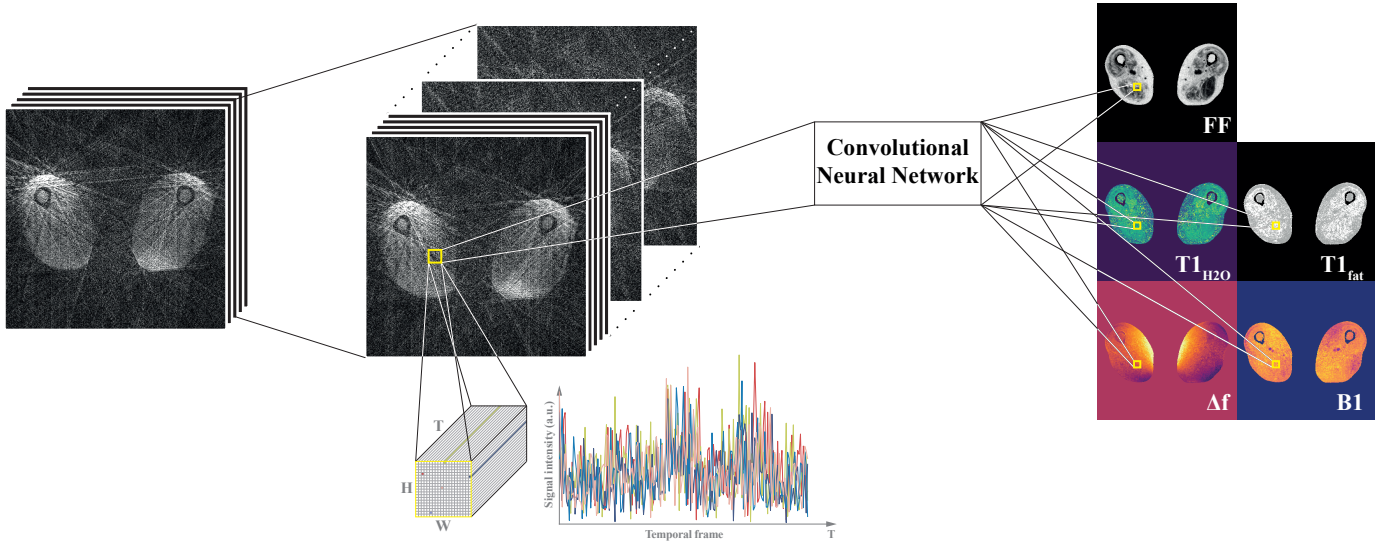 Convolutional
Neural Network
FF
T1H2O
T1fat
Δf
B1
T
H
W
Signal intensity (a.u.)
Temporal frame
T